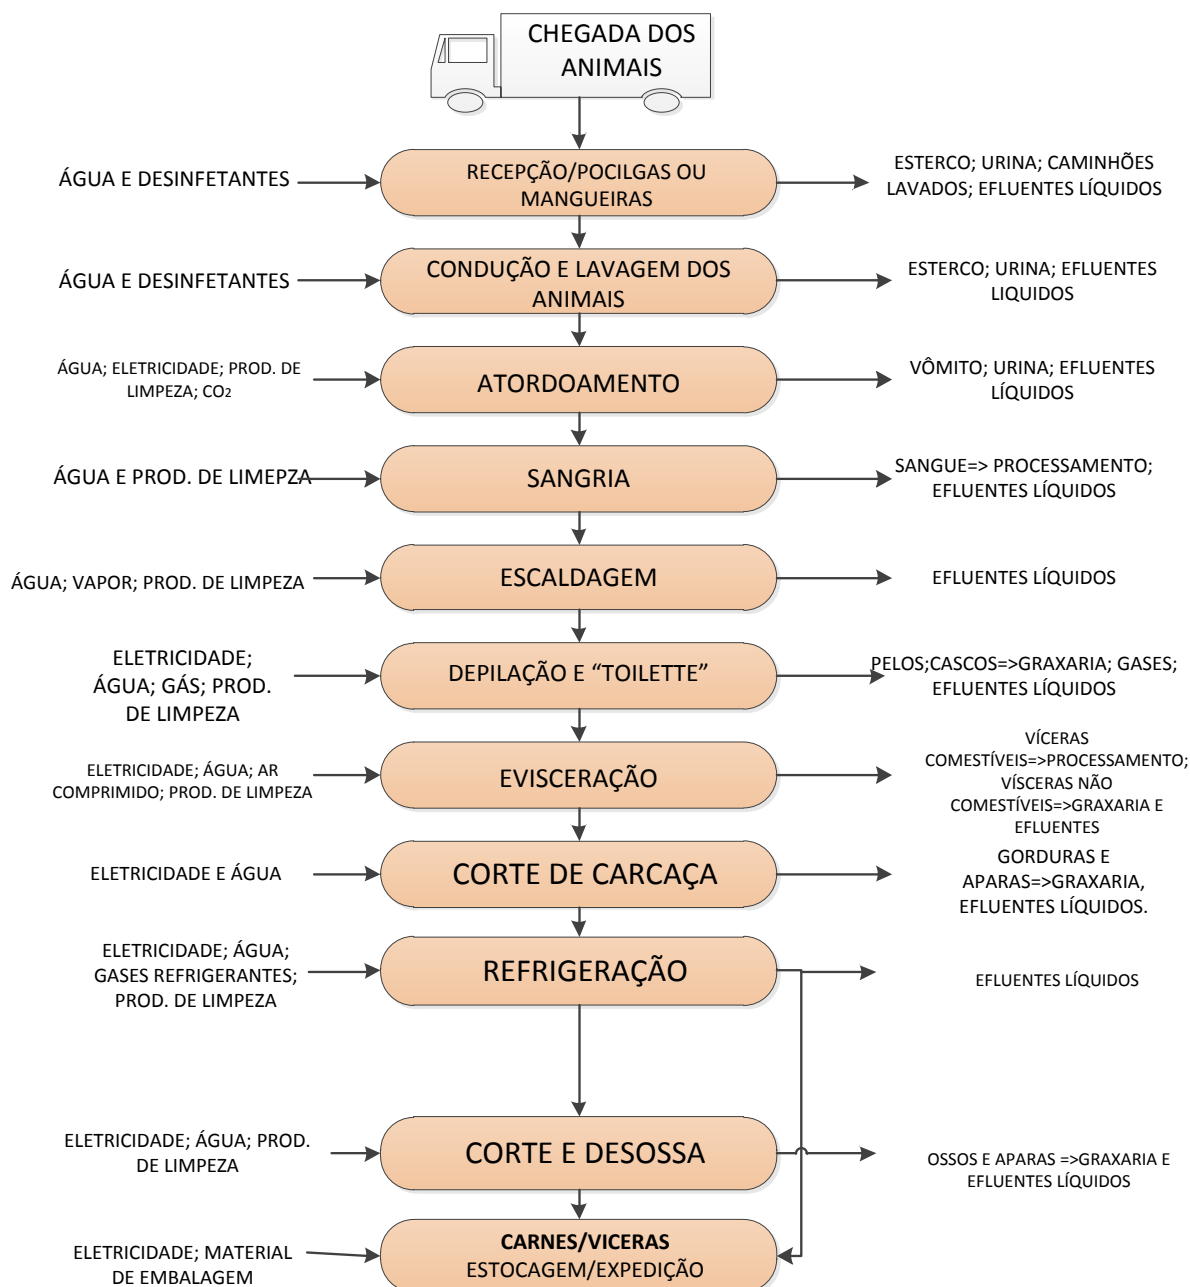 CHEGADA DOS
ANIMAIS
ÁGUA E DESINFETANTES
RECEPÇÃO/POCILGAS OU
MANGUEIRAS
ESTERCO; URINA; CAMINHÕES
LAVADOS; EFLUENTES LÍQUIDOS
ÁGUA E DESINFETANTES
CONDUÇÃO E LAVAGEM DOS
ANIMAIS
ESTERCO; URINA; EFLUENTES
LIQUIDOS
ÁGUA; ELETRICIDADE; PROD. DE
LIMPEZA; CO2
ATORDOAMENTO
VÔMITO; URINA; EFLUENTES
LÍQUIDOS
ÁGUA E PROD. DE LIMEPZA
SANGRIA
SANGUE=> PROCESSAMENTO;
EFLUENTES LÍQUIDOS
ÁGUA; VAPOR; PROD. DE LIMPEZA
ESCALDAGEM
EFLUENTES LÍQUIDOS
ELETRICIDADE;
ÁGUA; GÁS; PROD.
DE LIMPEZA
DEPILAÇÃO E “TOILETTE”
PELOS;CASCOS=>GRAXARIA; GASES;
EFLUENTES LÍQUIDOS
ELETRICIDADE; ÁGUA; AR
COMPRIMIDO; PROD. DE LIMPEZA
EVISCERAÇÃO
VÍCERAS
COMESTÍVEIS=>PROCESSAMENTO;
VÍSCERAS NÃO
COMESTÍVEIS=>GRAXARIA E
EFLUENTES
ELETRICIDADE E ÁGUA
CORTE DE CARCAÇA
GORDURAS E
APARAS=>GRAXARIA,
EFLUENTES LÍQUIDOS.
ELETRICIDADE; ÁGUA;
GASES REFRIGERANTES;
PROD. DE LIMPEZA
REFRIGERAÇÃO
EFLUENTES LÍQUIDOS
ELETRICIDADE; ÁGUA; PROD.
DE LIMPEZA
CORTE E DESOSSA
OSSOS E APARAS =>GRAXARIA E
EFLUENTES LÍQUIDOS
ELETRICIDADE; MATERIAL
DE EMBALAGEM
CARNES/VICERAS
ESTOCAGEM/EXPEDIÇÃO